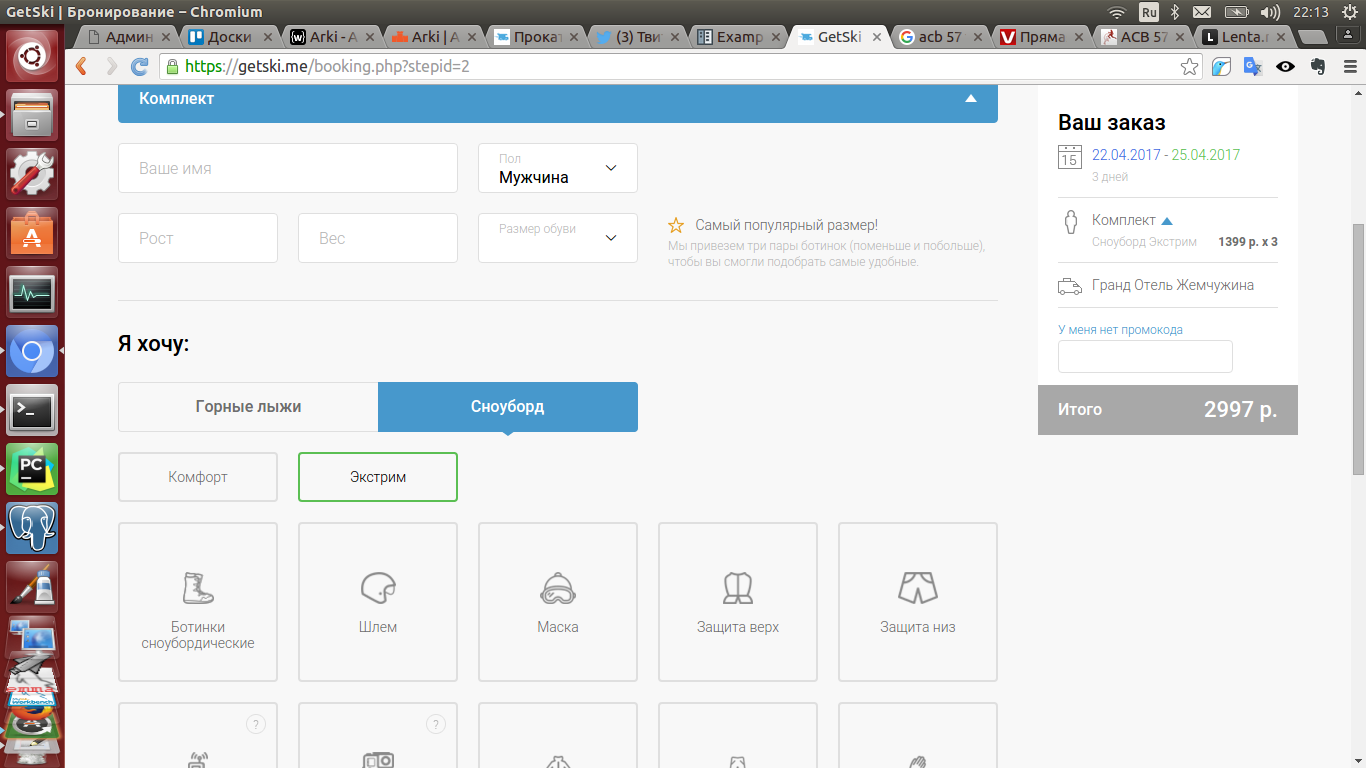 GetSki | Бронирование – Chromium
Ru
22:13
Админ
Доски
Arki - A
Arki | A
Прокат
(3) Тви
Examp
GetSki
acb 57
Пряма
ACB 57
Lenta.r
https://getski.me/booking.php?stepid=2
Комплект
Ваше имя
Пол
Мужчина
Рост
Вес
Размер обуви
Самый популярный размер!
Мы привезем три пары ботинок (поменьше и побольше),
чтобы вы смогли подобрать самые удобные.
Я хочу:
Горные лыжи
Сноуборд
Комфорт
Экстрим
Ботинки
сноубордические
Шлем
Маска
Защита верх
Защита низ
?
?
Ваш заказ
15
22.04.2017 - 25.04.2017
3 дней
Комплект
Сноуборд Экстрим
1399 р. x 3
Гранд Отель Жемчужина
У меня нет промокода
Итого
2997 р.
PC